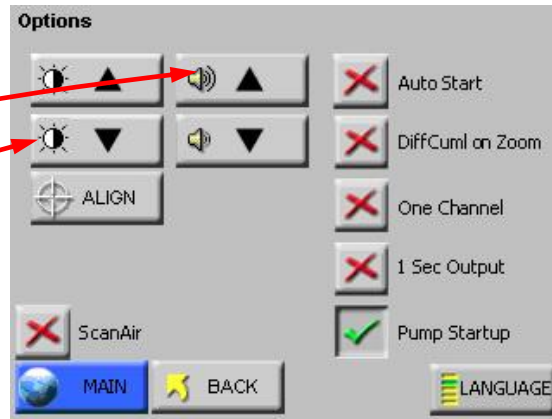 Options
Auto Start
DiffCuml on Zoom
ALIGN
One Channel
1 Sec Output
ScanAir
Pump Startup
MAIN
BACK
LANGUAGE